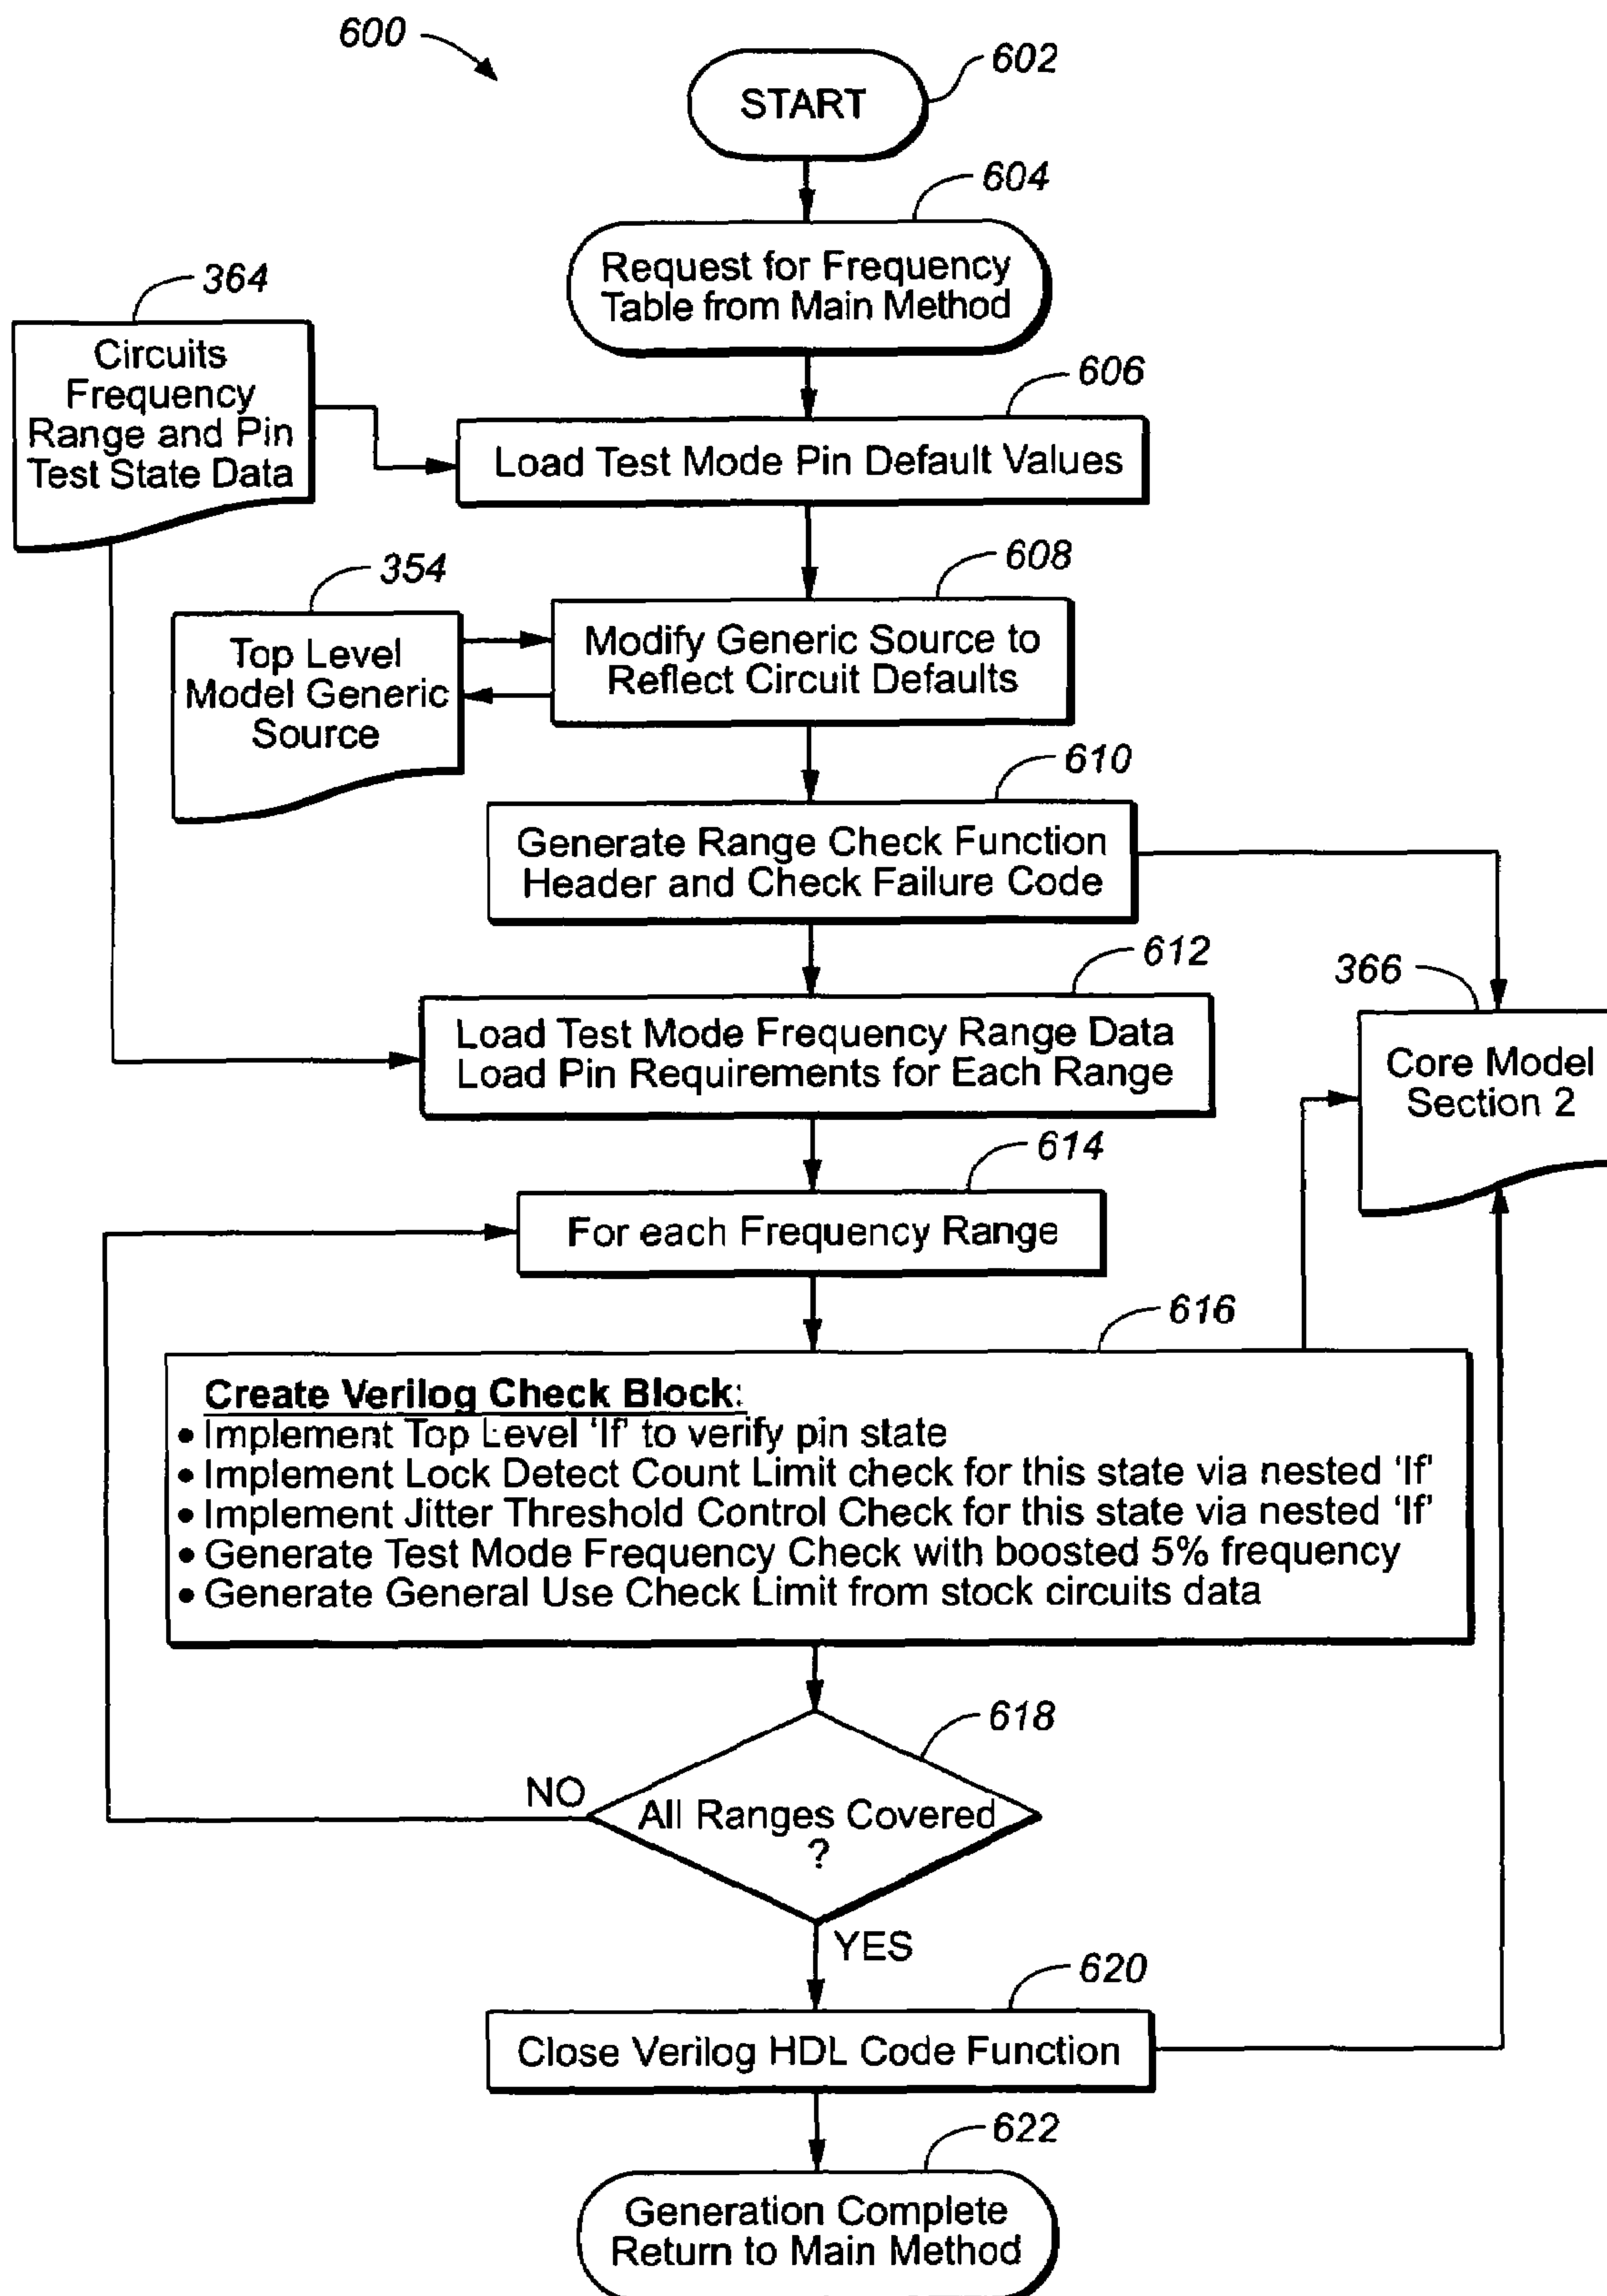 600
602
START
604
Request for Frequency
Table from Main Method
364
Circuits
Frequency
Range and Pin
Test State Data
606
Load Test Mode Pin Default Values
354
Top Level
Model Generic
Source
608
Modify Generic Source to
Reflect Circuit Defaults
610
Generate Range Check Function
Header and Check Failure Code
612
Load Test Mode Frequency Range Data
Load Pin Requirements for Each Range
366
Core Model
Section 2
614
For each Frequency Range
616
Create Verilog Check Block:
• Implement Top Level 'If' to verify pin state
• Implement Lock Detect Count Limit check for this state via nested 'If'
• Implement Jitter Threshold Control Check for this state via nested 'If'
• Generate Test Mode Frequency Check with boosted 5% frequency
• Generate General Use Check Limit from stock circuits data
618
NO
All Ranges Covered
?
YES
620
Close Verilog HDL Code Function
622
Generation Complete
Return to Main Method